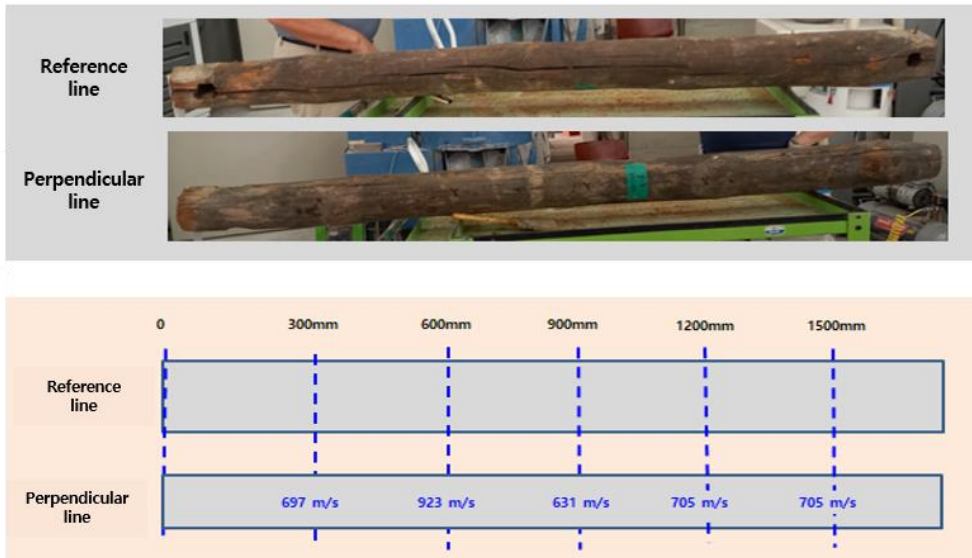 Reference
line
Perpendicular
line
0 300mm 600mm 900mm 1200mm 1500mm
Reference
line
Perpendicular
line
697 m/s 923 m/s 631 m/s 705 m/s 705 m/s